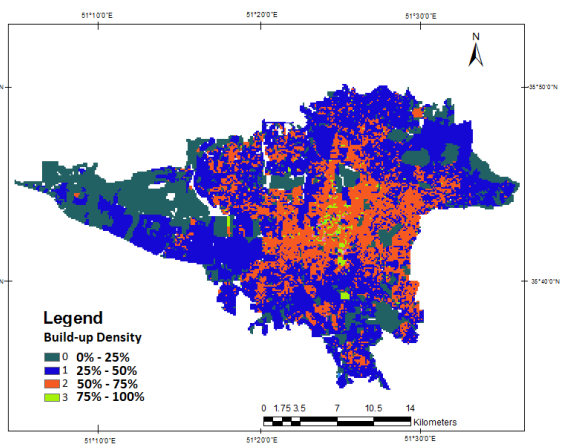 51°10'0"E 51°20'0"E 51°30'0"E
N
35°50'0"N
35°40'0"N
Legend
Build-up Density
0 0% - 25%
1 25% - 50%
2 50% - 75%
3 75% - 100%
0 1.75 3.5 7 10.5 14
Kilometers
51°10'0"E 51°20'0"E 51°30'0"E